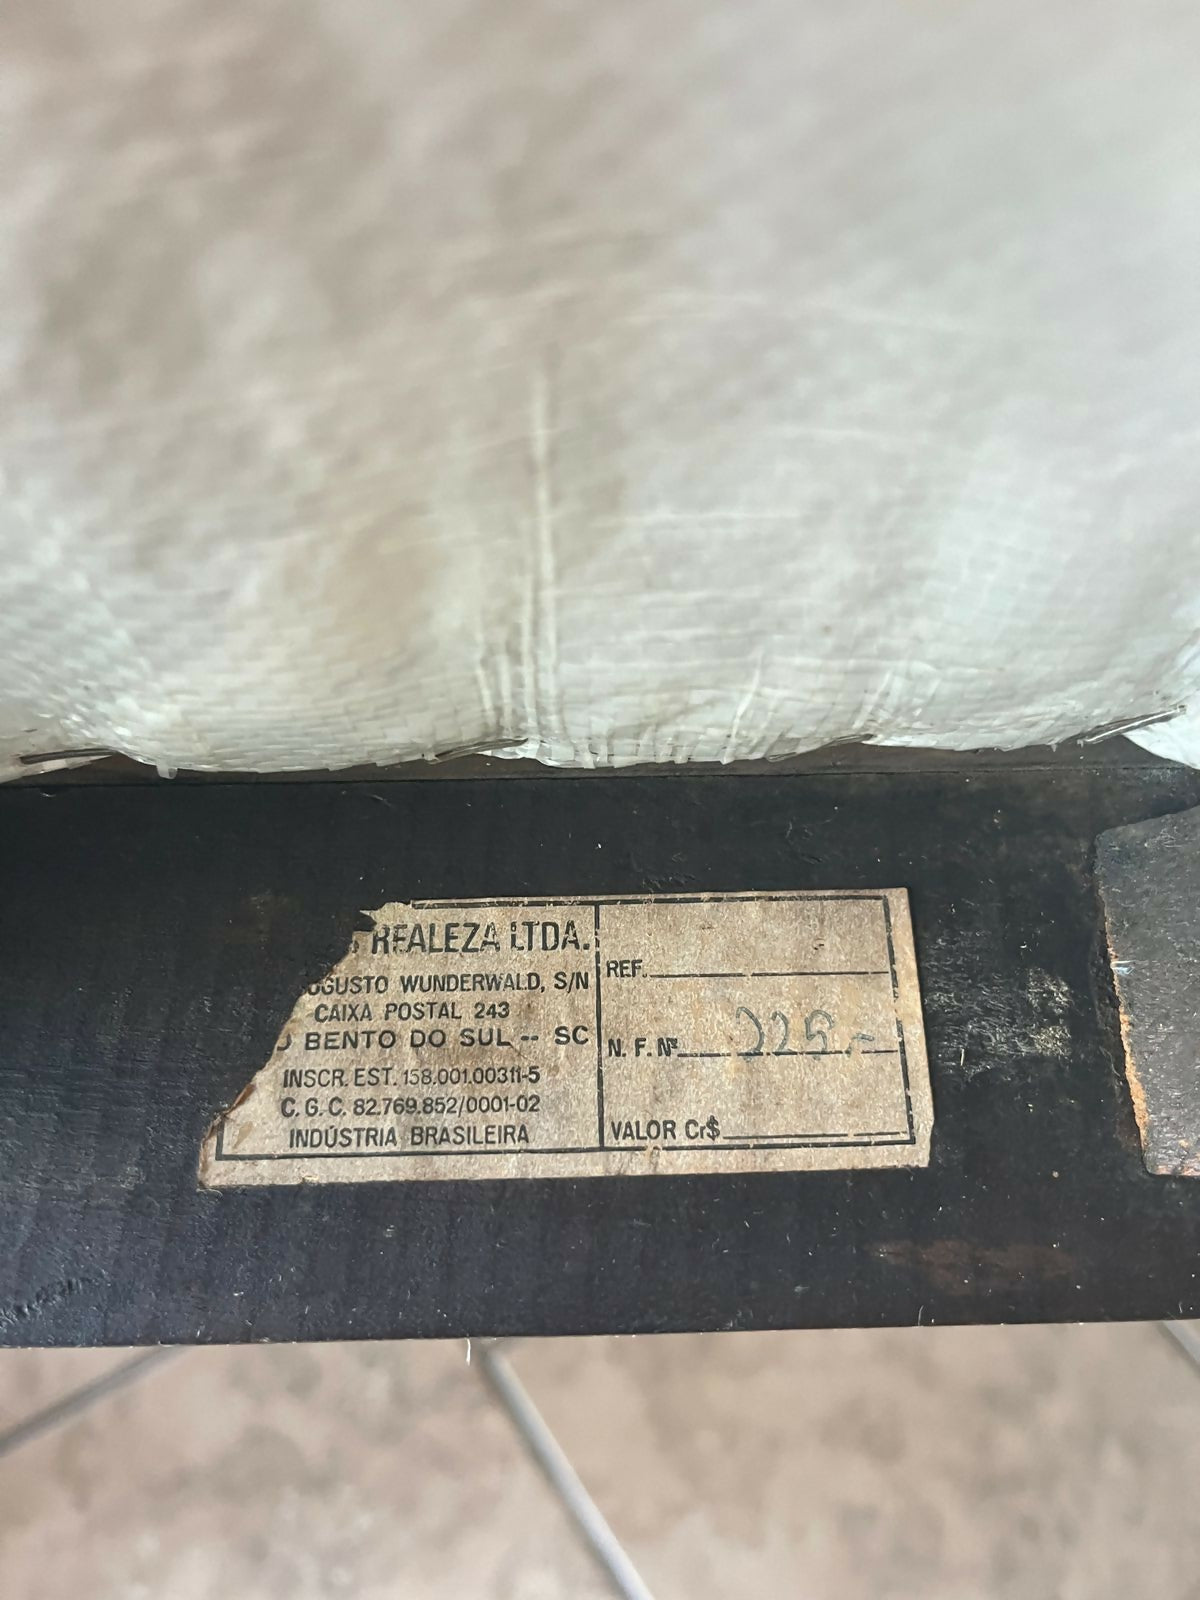 REALEZA LTDA.
UGUSTO WUNDERWALD, S/N
CAIXA POSTAL 243
O BENTO DO SUL -- SC
INSCR. EST. 158.001.00311-5
C. G. C. 82.769.852/0001-02
INDÚSTRIA BRASILEIRA
REF.
N. F. Nº 225,-
VALOR Cr$